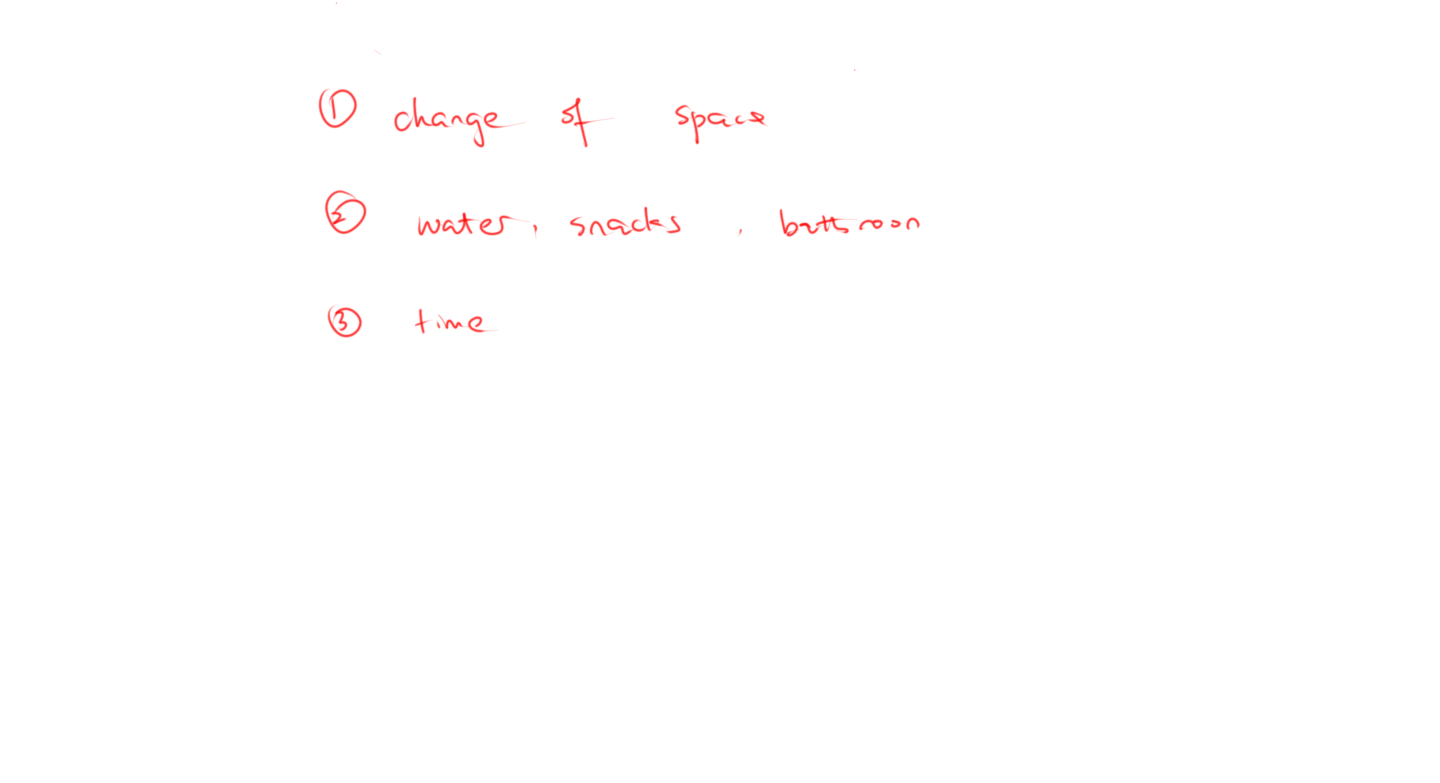 ① change of space
② water, snacks, bathroom
③ time